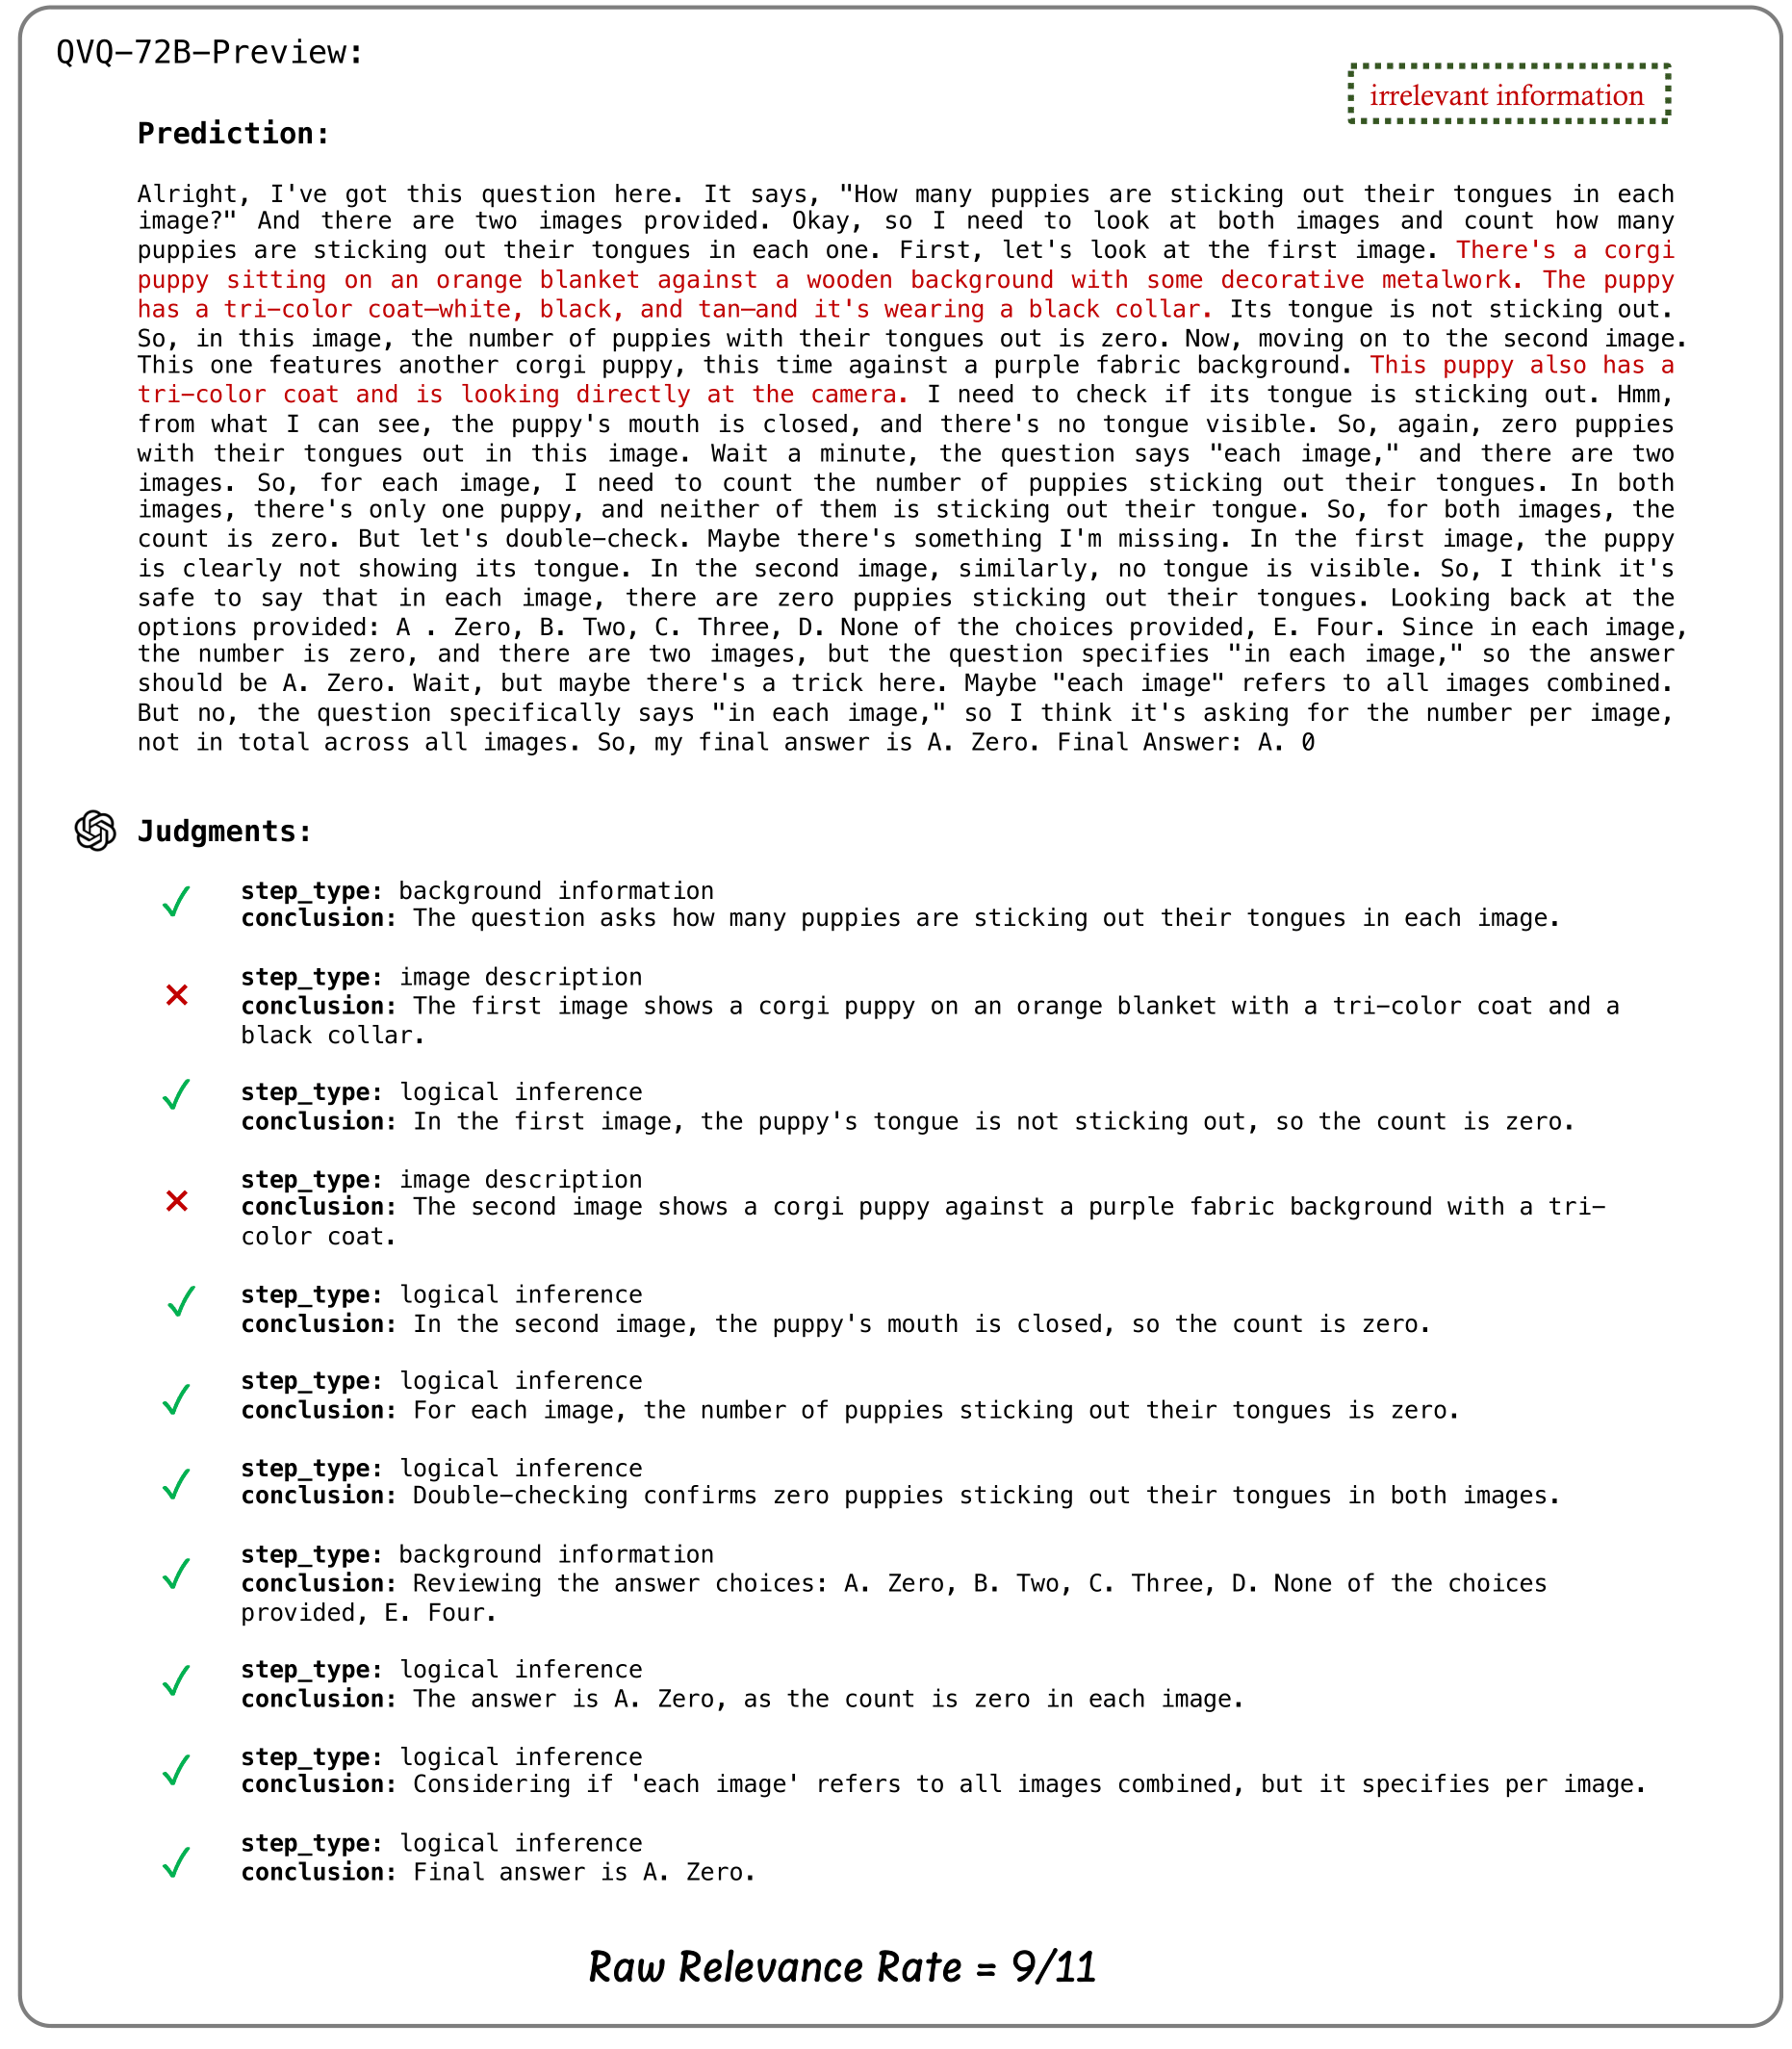 QVQ-72B-Preview:
irrelevant information
Prediction:
Alright, I've got this question here. It says, "How many puppies are sticking out their tongues in each
image?" And there are two images provided. Okay, so I need to look at both images and count how many
puppies are sticking out their tongues in each one. First, let's look at the first image. There's a corgi
puppy sitting on an orange blanket against a wooden background with some decorative metalwork. The puppy
has a tri-color coat—white, black, and tan—and it's wearing a black collar. Its tongue is not sticking out.
So, in this image, the number of puppies with their tongues out is zero. Now, moving on to the second image.
This one features another corgi puppy, this time against a purple fabric background. This puppy also has a
tri-color coat and is looking directly at the camera. I need to check if its tongue is sticking out. Hmm,
from what I can see, the puppy's mouth is closed, and there's no tongue visible. So, again, zero puppies
with their tongues out in this image. Wait a minute, the question says "each image," and there are two
images. So, for each image, I need to count the number of puppies sticking out their tongues. In both
images, there's only one puppy, and neither of them is sticking out their tongue. So, for both images, the
count is zero. But let's double-check. Maybe there's something I'm missing. In the first image, the puppy
is clearly not showing its tongue. In the second image, similarly, no tongue is visible. So, I think it's
safe to say that in each image, there are zero puppies sticking out their tongues. Looking back at the
options provided: A . Zero, B. Two, C. Three, D. None of the choices provided, E. Four. Since in each image,
the number is zero, and there are two images, but the question specifies "in each image," so the answer
should be A. Zero. Wait, but maybe there's a trick here. Maybe "each image" refers to all images combined.
But no, the question specifically says "in each image," so I think it's asking for the number per image,
not in total across all images. So, my final answer is A. Zero. Final Answer: A. 0
Judgments:
step_type: background information
conclusion: The question asks how many puppies are sticking out their tongues in each image.
step_type: image description
conclusion: The first image shows a corgi puppy on an orange blanket with a tri-color coat and a
black collar.
step_type: logical inference
conclusion: In the first image, the puppy's tongue is not sticking out, so the count is zero.
step_type: image description
conclusion: The second image shows a corgi puppy against a purple fabric background with a tri-
color coat.
step_type: logical inference
conclusion: In the second image, the puppy's mouth is closed, so the count is zero.
step_type: logical inference
conclusion: For each image, the number of puppies sticking out their tongues is zero.
step_type: logical inference
conclusion: Double-checking confirms zero puppies sticking out their tongues in both images.
step_type: background information
conclusion: Reviewing the answer choices: A. Zero, B. Two, C. Three, D. None of the choices
provided, E. Four.
step_type: logical inference
conclusion: The answer is A. Zero, as the count is zero in each image.
step_type: logical inference
conclusion: Considering if 'each image' refers to all images combined, but it specifies per image.
step_type: logical inference
conclusion: Final answer is A. Zero.
Raw Relevance Rate = 9/11